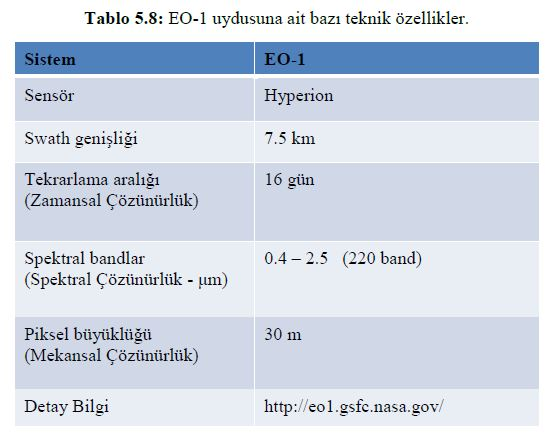 Tablo 5.8: EO-1 uydusuna ait bazı teknik özellikler.
Sistem EO-1
Sensör Hyperion
Swath genişliği 7.5 km
Tekrarlama aralığı 16 gün
(Zamansal Çözünürlük)
Spektral bandlar 0.4 – 2.5 (220 band)
(Spektral Çözünürlük - μm)
Piksel büyüklüğü 30 m
(Mekansal Çözünürlük)
Detay Bilgi http://eo1.gsfc.nasa.gov/